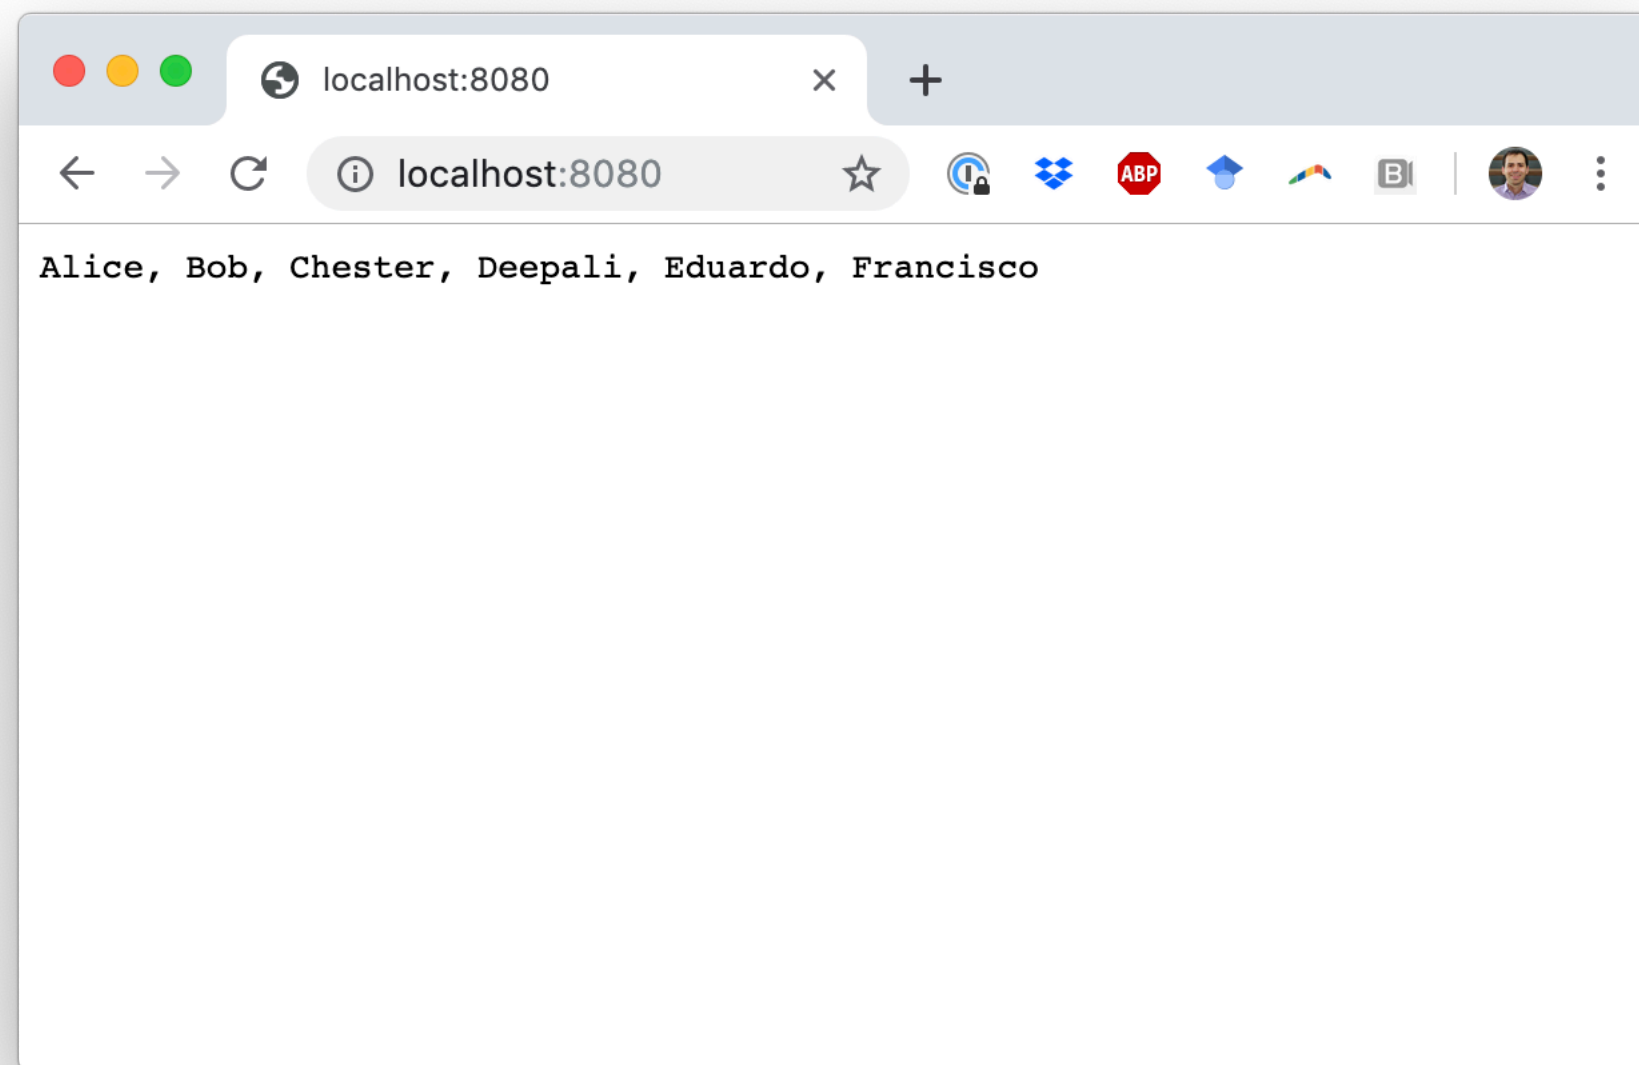 localhost:8080
localhost:8080
ABP
B
Alice, Bob, Chester, Deepali, Eduardo, Francisco